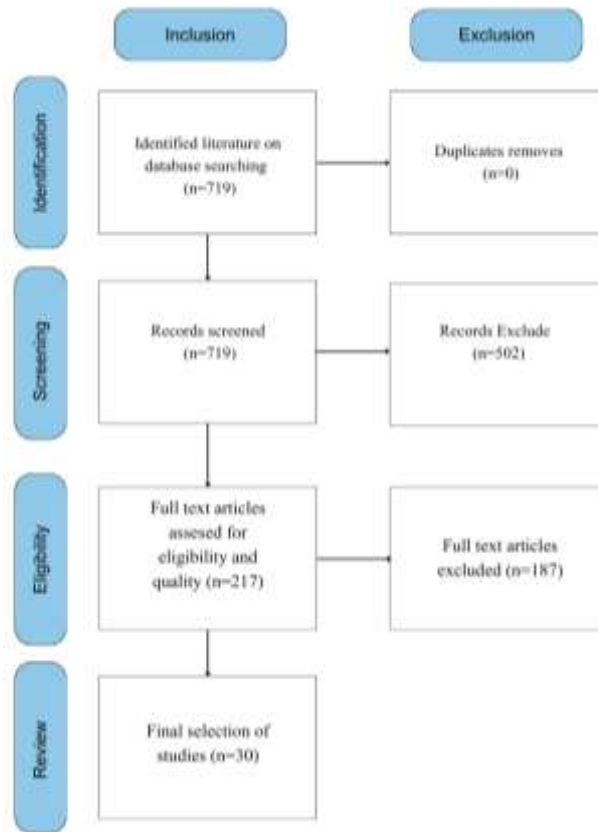 Inclusion
Exclusion
Identification
Identified literature on
database searching
(n=719)
Duplicates removes
(n=0)
Screening
Records screened
(n=719)
Records Exclude
(n=502)
Eligibility
Full text articles
assesed for
eligibility and
quality (n=217)
Full text articles
excluded (n=187)
Review
Final selection of
studies (n=30)